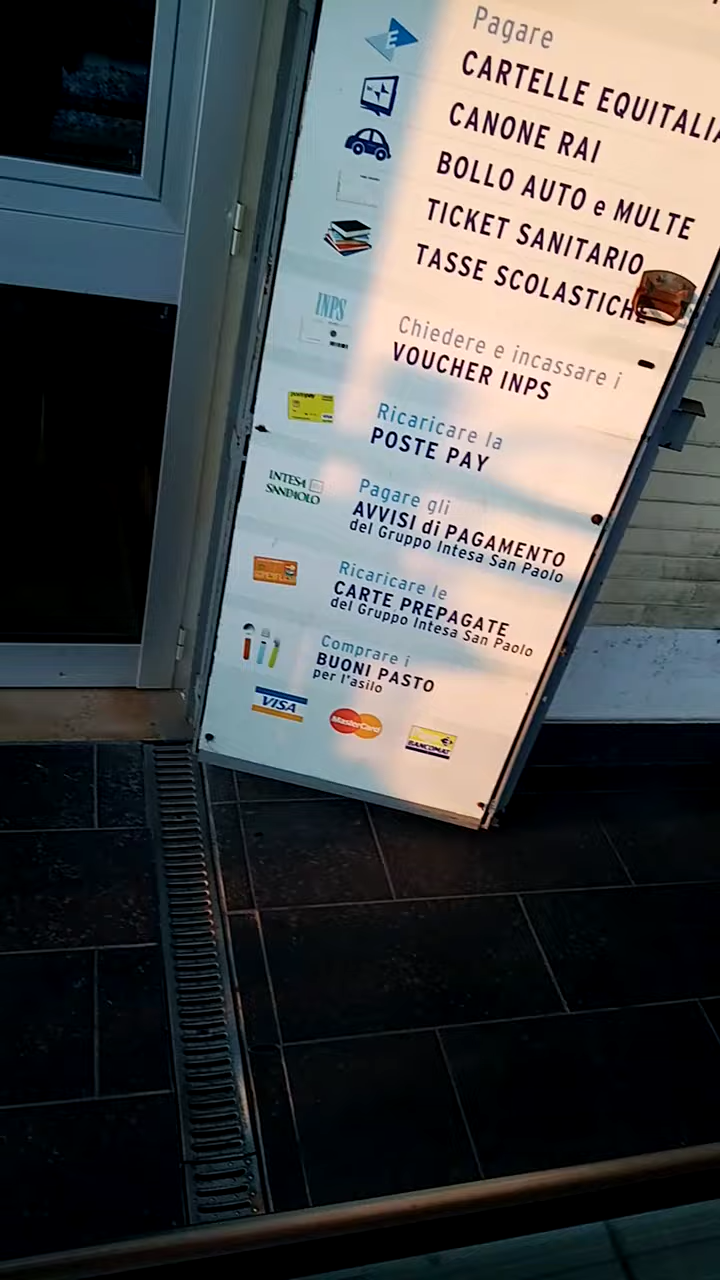 Pagare
CARTELLE EQUITALIA
CANONE RAI
BOLLO AUTO e MULTE
TICKET SANITARIO
TASSE SCOLASTICHE
INPS
Chiedere e incassare i
VOUCHER INPS
postepay
Ricaricare la
POSTE PAY
INTESA
SANPAOLO
Pagare gli
AVVISI di PAGAMENTO
del Gruppo Intesa San Paolo
Ricaricare le
CARTE PREPAGATE
del Gruppo Intesa San Paolo
Comprare i
BUONI PASTO
per l'asilo
VISA
MasterCard
BANCOMAT